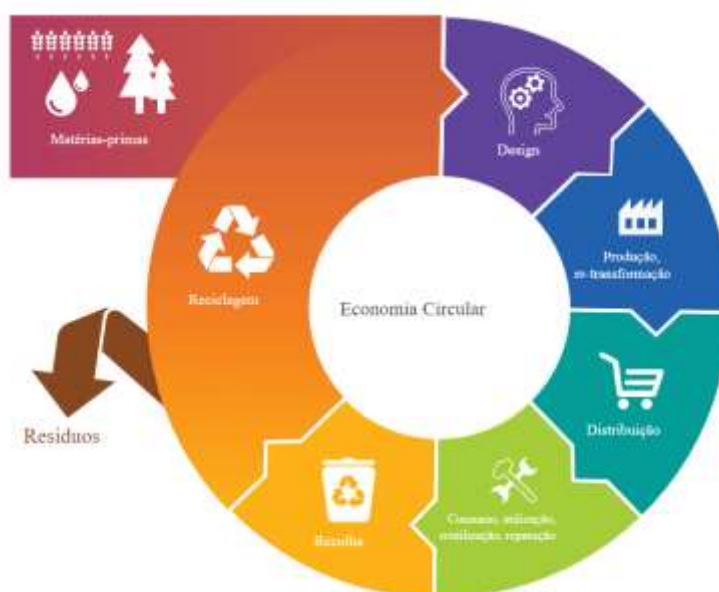 Matérias-primas
Design
Produção,
re-transformação
Reciclagem
Economia Circular
Distribuição
Resíduos
Consumo, utilização,
reutilização, reparação
Recolha